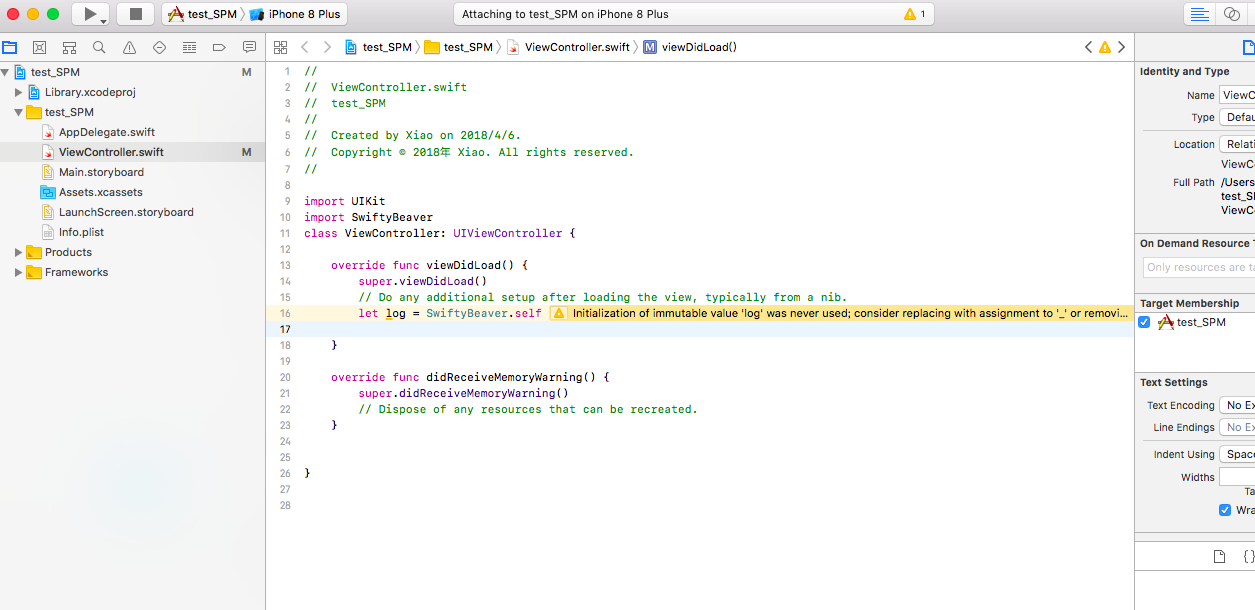 test_SPM 〉 iPhone 8 Plus
Attaching to test_SPM on iPhone 8 Plus
1
test_SPM 〉 test_SPM 〉 ViewController.swift 〉 M viewDidLoad()
test_SPM M
Library.xcodeproj
test_SPM
AppDelegate.swift
ViewController.swift M
Main.storyboard
Assets.xcassets
LaunchScreen.storyboard
Info.plist
Products
Frameworks
1 //
2 //  ViewController.swift
3 //  test_SPM
4 //
5 //  Created by Xiao on 2018/4/6.
6 //  Copyright © 2018年 Xiao. All rights reserved.
7 //
8
9 import UIKit
10 import SwiftyBeaver
11 class ViewController: UIViewController {
12
13     override func viewDidLoad() {
14         super.viewDidLoad()
15         // Do any additional setup after loading the view, typically from a nib.
16         let log = SwiftyBeaver.self Initialization of immutable value 'log' was never used; consider replacing with assignment to '_' or removi...
17
18     }
19
20     override func didReceiveMemoryWarning() {
21         super.didReceiveMemoryWarning()
22         // Dispose of any resources that can be recreated.
23     }
24
25
26 }
27
28
Identity and Type
Name ViewC
Type Defau
Location Relati
ViewC
Full Path /Users
test_S
ViewC
On Demand Resource T
Only resources are ta
Target Membership
test_SPM
Text Settings
Text Encoding No Ex
Line Endings No Ex
Indent Using Space
Widths
Ta
Wra
{}